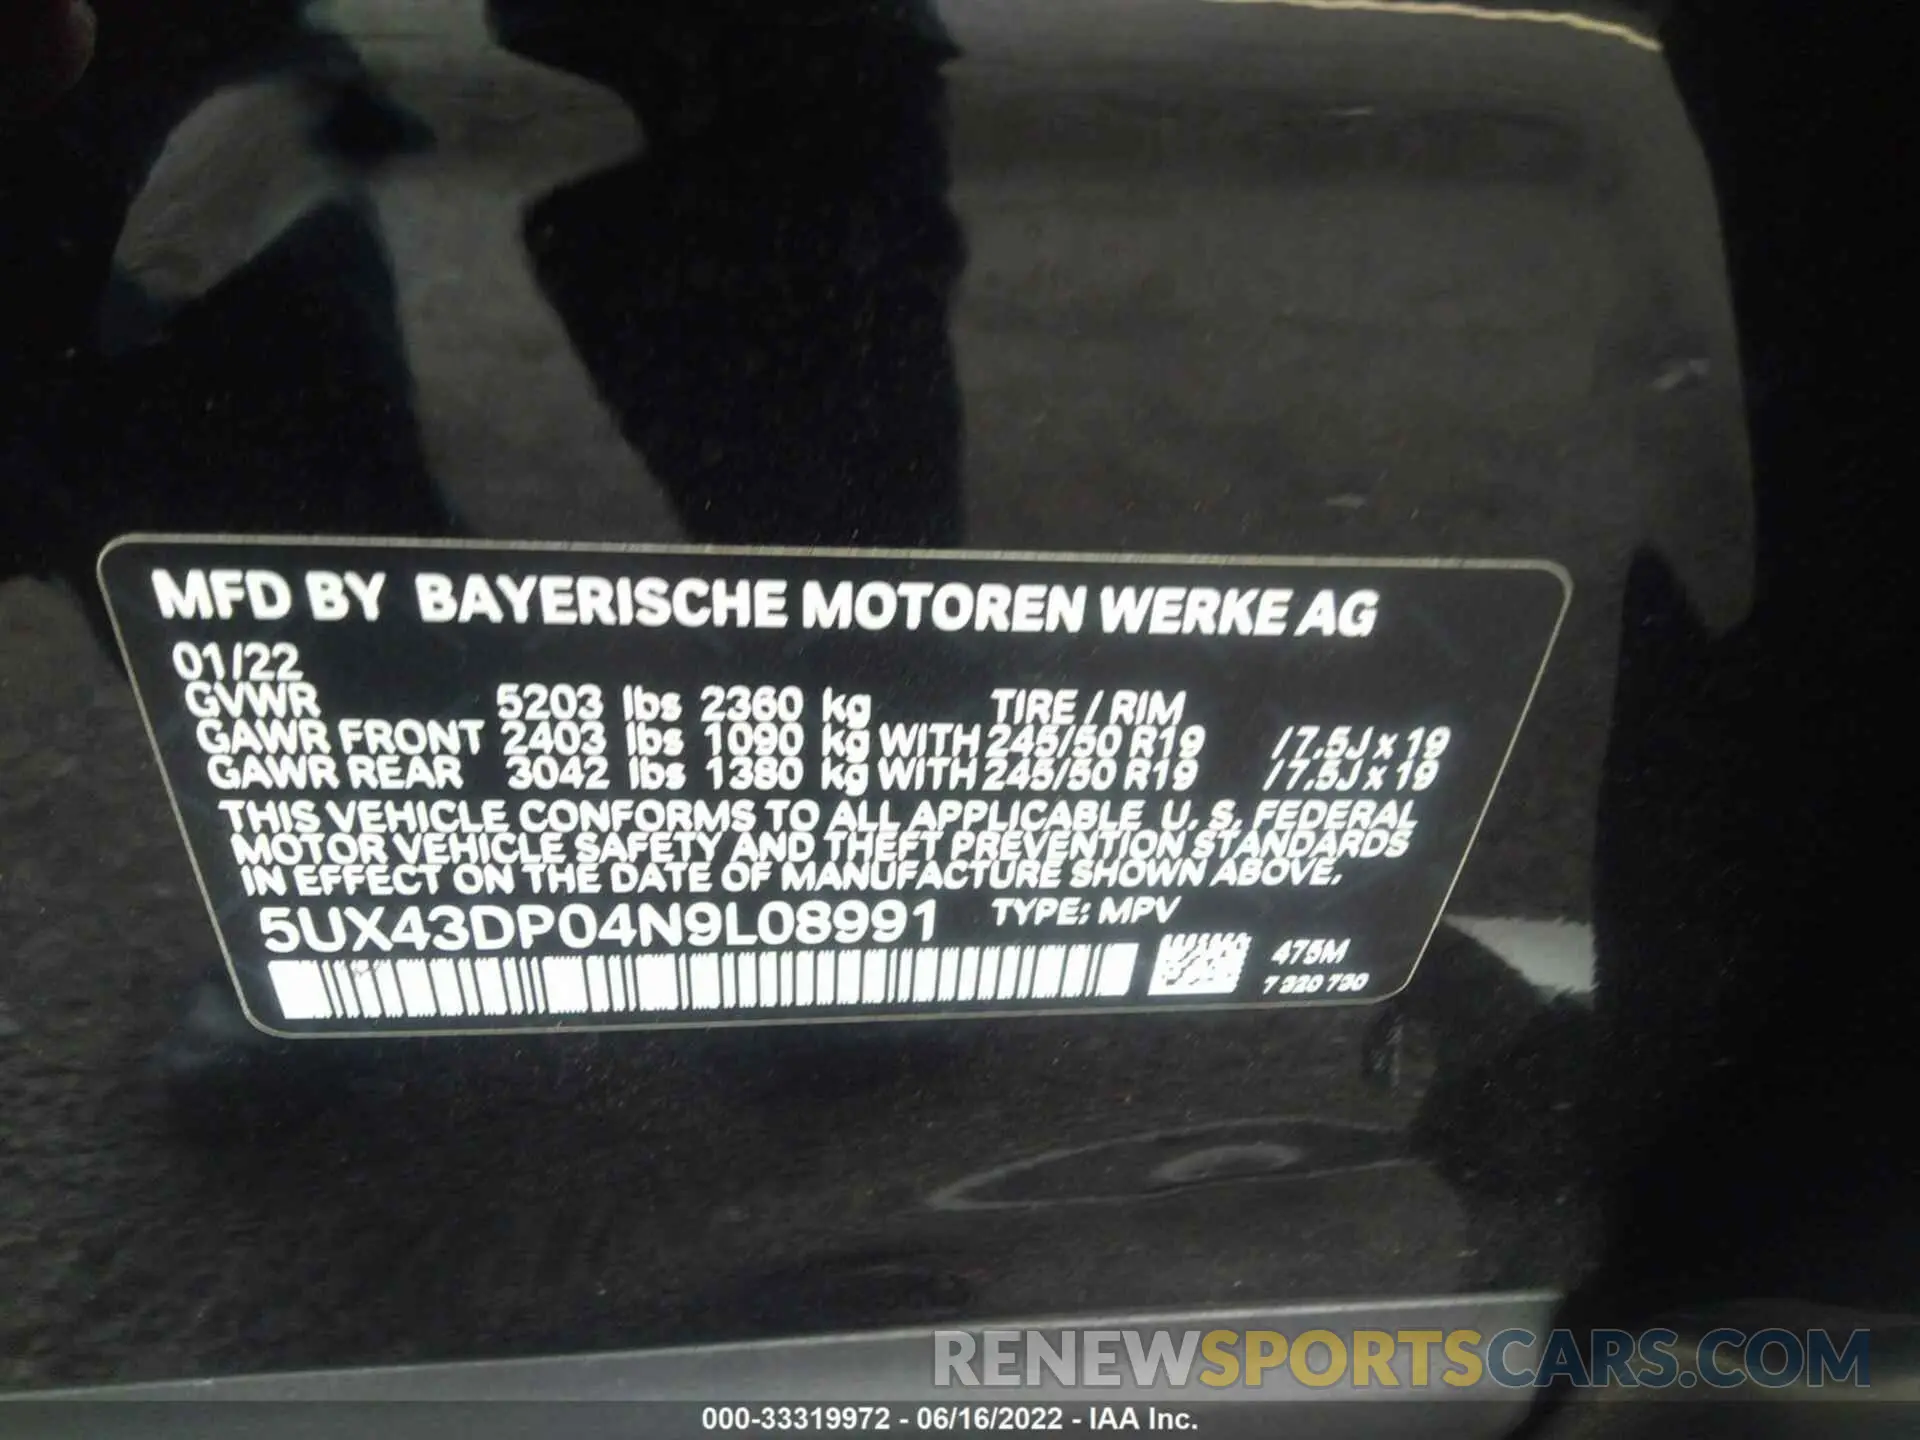 MFD BY BAYERISCHE MOTOREN WERKE AG
01/22
GVWR 5203 lbs 2360 kg TIRE / RIM
GAWR FRONT 2403 lbs 1090 kg WITH 245/50 R19 /7.5J x 19
GAWR REAR 3042 lbs 1380 kg WITH 245/50 R19 /7.5J x 19
THIS VEHICLE CONFORMS TO ALL APPLICABLE U. S. FEDERAL
MOTOR VEHICLE SAFETY AND THEFT PREVENTION STANDARDS
IN EFFECT ON THE DATE OF MANUFACTURE SHOWN ABOVE.
5UX43DP04N9L08991 TYPE: MPV
475M
7 320 730
RENEWSPORTSCARS.COM
000-33319972 - 06/16/2022 - IAA Inc.